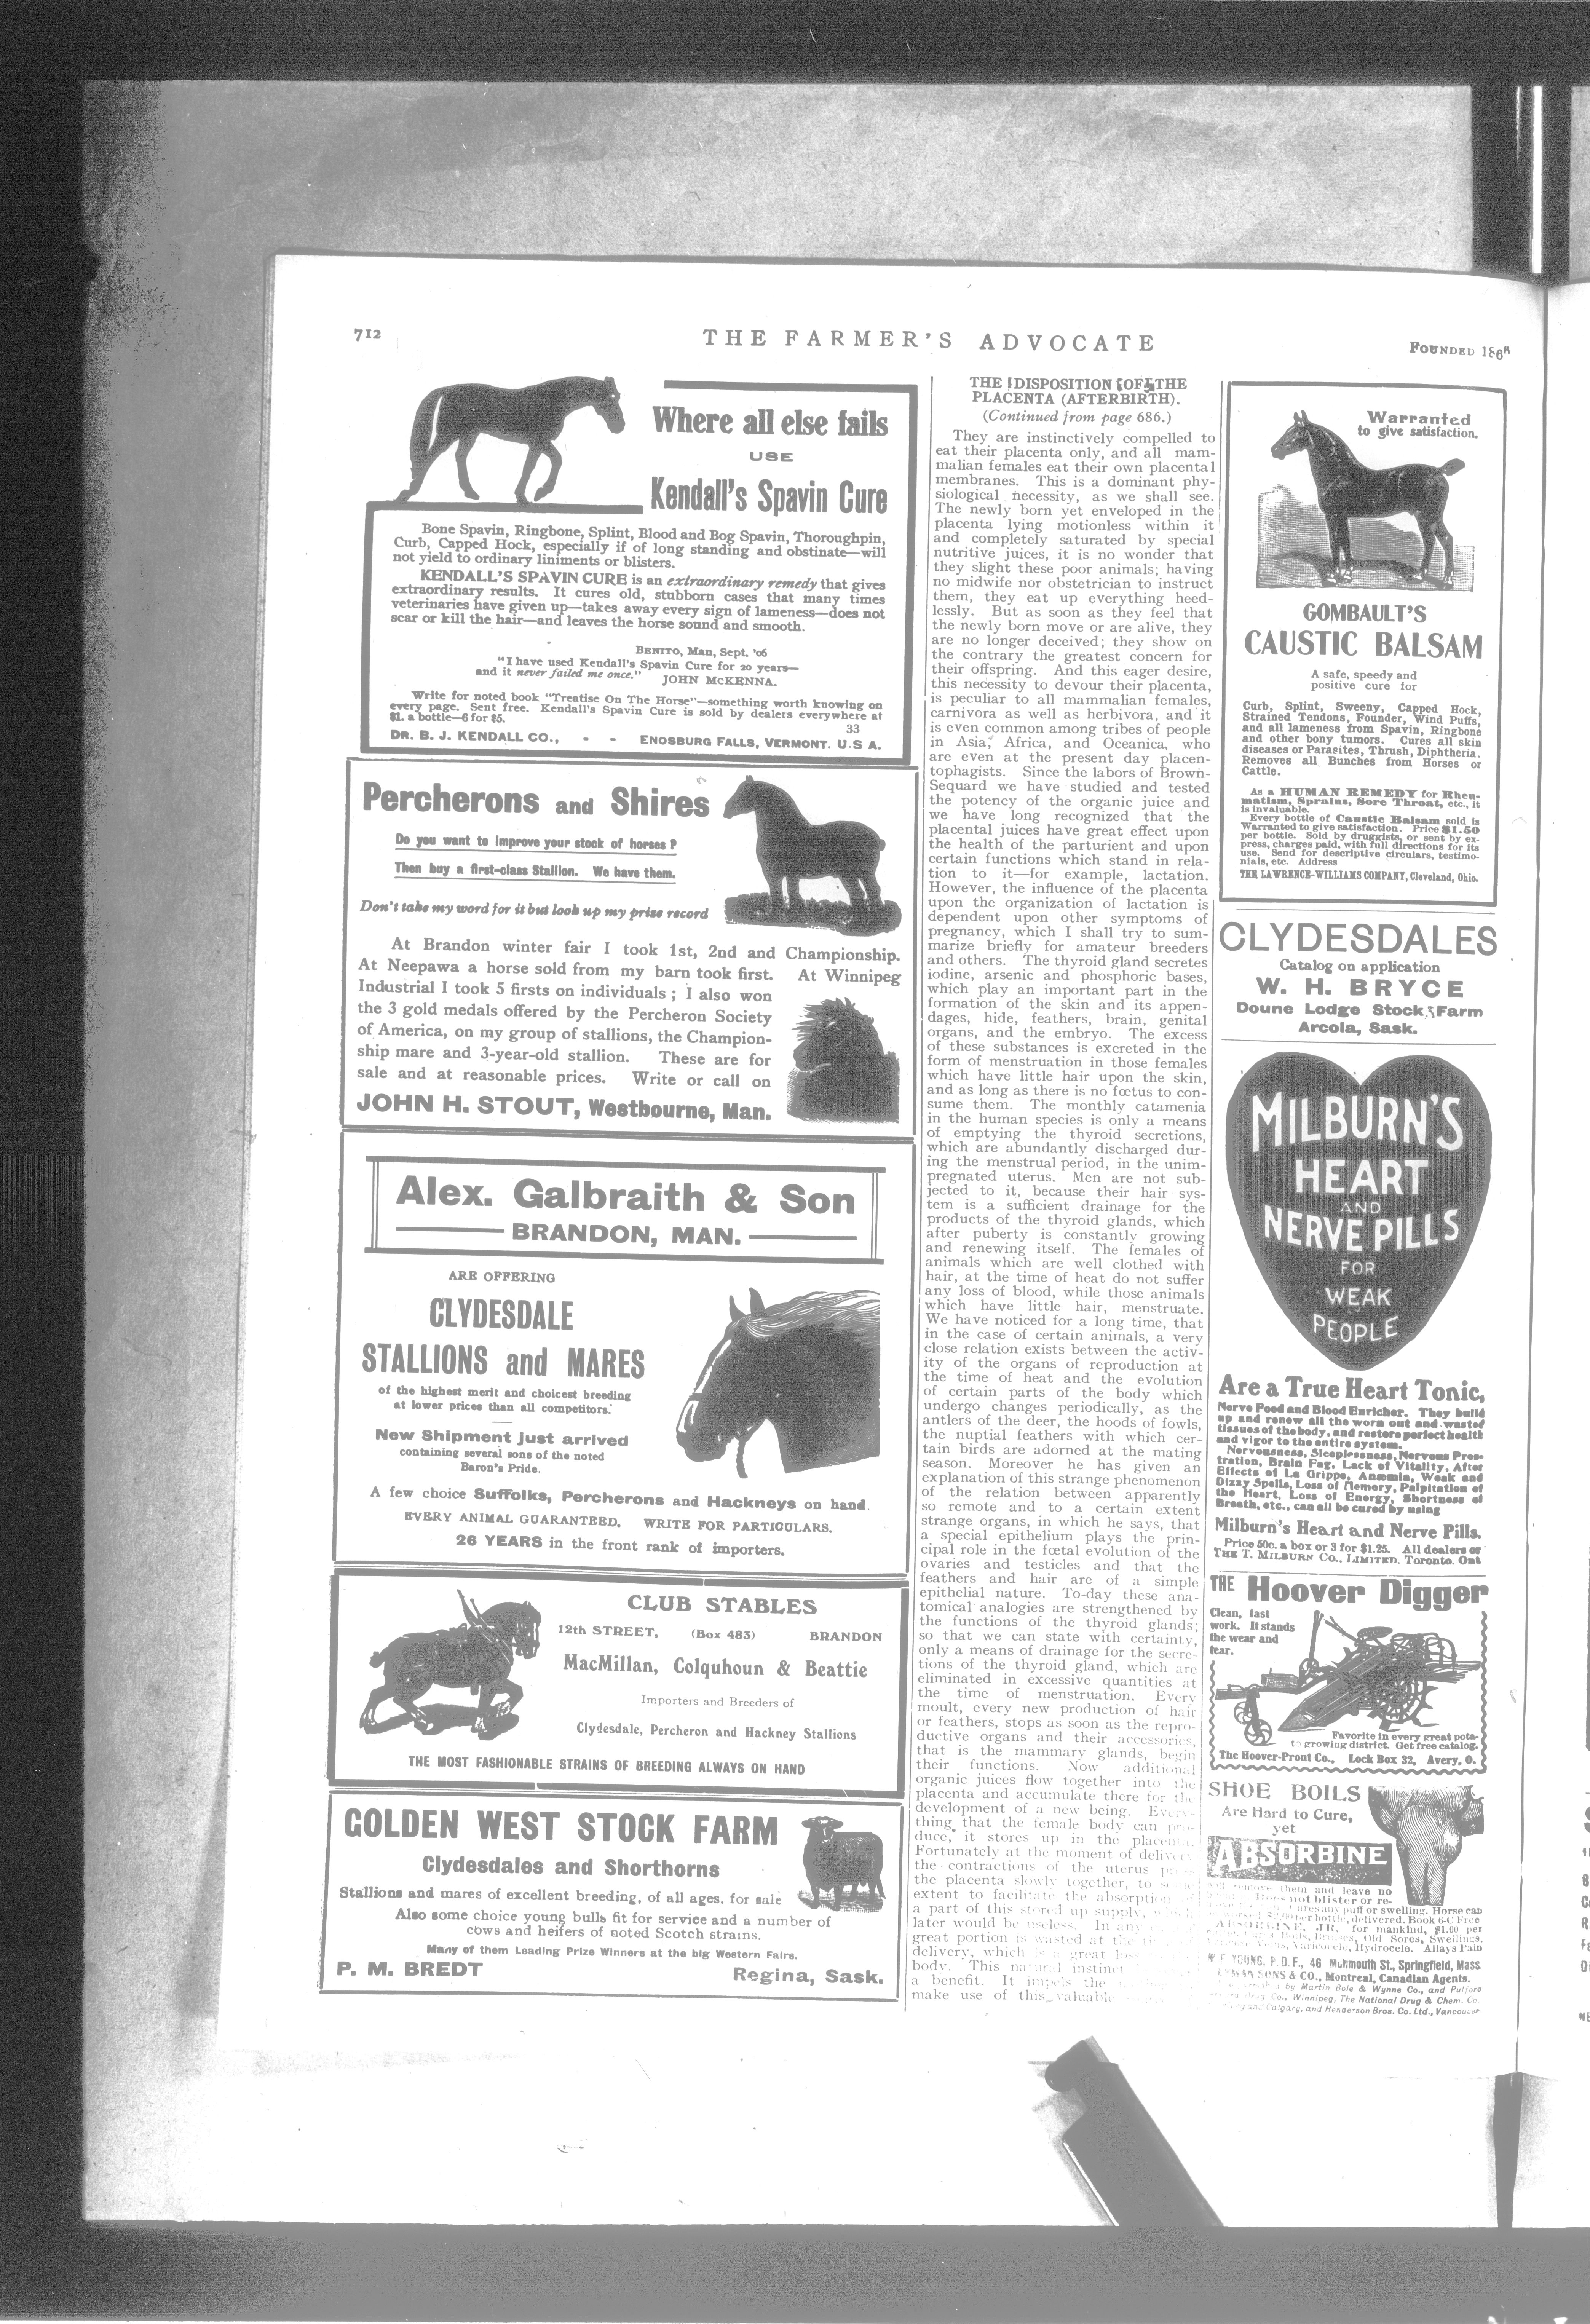 712
THE FARMER'S ADVOCATE
FOUNDED 1866
Where all else fails
USE
Kendall's Spavin Cure
Bone Spavin, Ringbone, Splint, Blood and Bog Spavin, Thoroughpin,
Curb, Capped Hock, especially if of long standing and obstinate—will
not yield to ordinary liniments or blisters.
KENDALL'S SPAVIN CURE is an extraordinary remedy that gives
extraordinary results. It cures old, stubborn cases that many times
veterinaries have given up—takes away every sign of lameness—does not
scar or kill the hair—and leaves the horse sound and smooth.
BENITO, Man, Sept. '06
"I have used Kendall's Spavin Cure for 20 years—
and it never failed me once."
JOHN McKENNA.
Write for noted book "Treatise On The Horse"—something worth knowing on
every page. Sent free. Kendall's Spavin Cure is sold by dealers everywhere at
$1. a bottle—6 for $5.
33
DR. B. J. KENDALL CO., - - ENOSBURG FALLS, VERMONT. U.S A.
Percherons and Shires
Do you want to improve your stock of horses ?
Then buy a first-class Stallion. We have them.
Don't take my word for it but look up my prize record
At Brandon winter fair I took 1st, 2nd and Championship.
At Neepawa a horse sold from my barn took first. At Winnipeg
Industrial I took 5 firsts on individuals ; I also won
the 3 gold medals offered by the Percheron Society
of America, on my group of stallions, the Champion-
ship mare and 3-year-old stallion. These are for
sale and at reasonable prices. Write or call on
JOHN H. STOUT, Westbourne, Man.
Alex. Galbraith & Son
BRANDON, MAN.
ARE OFFERING
CLYDESDALE
STALLIONS and MARES
of the highest merit and choicest breeding
at lower prices than all competitors.
New Shipment just arrived
containing several sons of the noted
Baron's Pride.
A few choice Suffolks, Percherons and Hackneys on hand.
EVERY ANIMAL GUARANTEED. WRITE FOR PARTICULARS.
26 YEARS in the front rank of importers.
CLUB STABLES
12th STREET, (Box 483) BRANDON
MacMillan, Colquhoun & Beattie
Importers and Breeders of
Clydesdale, Percheron and Hackney Stallions
THE MOST FASHIONABLE STRAINS OF BREEDING ALWAYS ON HAND
GOLDEN WEST STOCK FARM
Clydesdales and Shorthorns
Stallions and mares of excellent breeding, of all ages. for sale
Also some choice young bulls fit for service and a number of
cows and heifers of noted Scotch strains.
Many of them Leading Prize Winners at the big Western Fairs.
P. M. BREDT
Regina, Sask.
THE DISPOSITION OF THE
PLACENTA (AFTERBIRTH).
(Continued from page 686.)
They are instinctively compelled to
eat their placenta only, and all mam-
malian females eat their own placental
membranes. This is a dominant phy-
siological necessity, as we shall see.
The newly born yet enveloped in the
placenta lying motionless within it
and completely saturated by special
nutritive juices, it is no wonder that
they slight these poor animals; having
no midwife nor obstetrician to instruct
them, they eat up everything heed-
lessly. But as soon as they feel that
the newly born move or are alive, they
are no longer deceived; they show on
the contrary the greatest concern for
their offspring. And this eager desire,
this necessity to devour their placenta,
is peculiar to all mammalian females,
carnivora as well as herbivora, and it
is even common among tribes of people
in Asia, Africa, and Oceanica, who
are even at the present day placen-
tophagists. Since the labors of Brown-
Sequard we have studied and tested
the potency of the organic juice and
we have long recognized that the
placental juices have great effect upon
the health of the parturient and upon
certain functions which stand in rela-
tion to it—for example, lactation.
However, the influence of the placenta
upon the organization of lactation is
dependent upon other symptoms of
pregnancy, which I shall try to sum-
marize briefly for amateur breeders
and others. The thyroid gland secretes
iodine, arsenic and phosphoric bases,
which play an important part in the
formation of the skin and its appen-
dages, hide, feathers, brain, genital
organs, and the embryo. The excess
of these substances is excreted in the
form of menstruation in those females
which have little hair upon the skin,
and as long as there is no fœtus to con-
sume them. The monthly catamenia
in the human species is only a means
of emptying the thyroid secretions,
which are abundantly discharged dur-
ing the menstrual period, in the unim-
pregnated uterus. Men are not sub-
jected to it, because their hair sys-
tem is a sufficient drainage for the
products of the thyroid glands, which
after puberty is constantly growing
and renewing itself. The females of
animals which are well clothed with
hair, at the time of heat do not suffer
any loss of blood, while those animals
which have little hair, menstruate.
We have noticed for a long time, that
in the case of certain animals, a very
close relation exists between the activ-
ity of the organs of reproduction at
the time of heat and the evolution
of certain parts of the body which
undergo changes periodically, as the
antlers of the deer, the hoods of fowls,
the nuptial feathers with which cer-
tain birds are adorned at the mating
season. Moreover he has given an
explanation of this strange phenomenon
of the relation between apparently
so remote and to a certain extent
strange organs, in which he says, that
a special epithelium plays the prin-
cipal role in the fœtal evolution of the
ovaries and testicles and that the
feathers and hair are of a simple
epithelial nature. To-day these ana-
tomical analogies are strengthened by
the functions of the thyroid glands;
so that we can state with certainty,
only a means of drainage for the secre-
tions of the thyroid gland, which are
eliminated in excessive quantities at
the time of menstruation. Every
moult, every new production of hair
or feathers, stops as soon as the repro-
ductive organs and their accessories,
that is the mammary glands, begin
their functions. Now additional
organic juices flow together into the
placenta and accumulate there for the
development of a new being. Every-
thing that the female body can pro-
duce, it stores up in the placenta.
Fortunately at the moment of delivery
the contractions of the uterus press
the placenta slowly together, to some
extent to facilitate the absorption of
a part of this stored up supply, which
later would be useless. In any
great portion is wasted at the
delivery, which is a great loss
body. This natural instinct
a benefit. It impels the
make use of this valuable
Warranted
to give satisfaction.
GOMBAULT'S
CAUSTIC BALSAM
A safe, speedy and
positive cure for
Curb, Splint, Sweeny, Capped Hock,
Strained Tendons, Founder, Wind Puffs,
and all lameness from Spavin, Ringbone
and other bony tumors. Cures all skin
diseases or Parasites, Thrush, Diphtheria.
Removes all Bunches from Horses or
Cattle.
As a HUMAN REMEDY for Rheu-
matism, Sprains, Sore Throat, etc., it
is invaluable.
Every bottle of Caustic Balsam sold is
Warranted to give satisfaction. Price $1.50
per bottle. Sold by druggists, or sent by ex-
press, charges paid, with full directions for its
use. Send for descriptive circulars, testimo-
nials, etc. Address
THE LAWRENCE-WILLIAMS COMPANY, Cleveland, Ohio.
CLYDESDALES
Catalog on application
W. H. BRYCE
Doune Lodge Stock Farm
Arcola, Sask.
MILBURN'S
HEART
AND
NERVE PILLS
FOR
WEAK
PEOPLE
Are a True Heart Tonic,
Nerve Food and Blood Enricher. They build
up and renew all the worn out and wasted
tissues of the body, and restore perfect health
and vigor to the entire system.
Nervousness, Sleeplessness, Nervous Pros-
tration, Brain Fag, Lack of Vitality, After
Effects of La Grippe, Anæmia, Weak and
Dizzy Spells, Loss of Memory, Palpitation of
the Heart, Loss of Energy, Shortness of
Breath, etc., can all be cured by using
Milburn's Heart and Nerve Pills.
Price 50c. a box or 3 for $1.25. All dealers or
THE T. MILBURN CO., LIMITED. Toronto. Ont
THE Hoover Digger
Clean, fast
work. It stands
the wear and
tear.
Favorite in every great pota-
to growing district. Get free catalog.
The Hoover-Prout Co., Lock Box 32, Avery, O.
SHOE BOILS
Are Hard to Cure,
yet
ABSORBINE
will remove them and leave no
Does not blister or re-
Cures any puff or swelling. Horse can
$2.00 per bottle, delivered. Book 6-C Free
ABSORBINE, JR., for mankind, $1.00 per
Boils, Bruises, Old Sores, Swellings,
Varicocele, Hydrocele. Allays Pain
W. F. YOUNG, P. D. F., 46 Monmouth St., Springfield, Mass.
SONS & CO., Montreal, Canadian Agents.
by Martin Bole & Wynne Co., and Pulford
Drug Co., Winnipeg, The National Drug & Chem. Co.
Calgary, and Henderson Bros. Co. Ltd., Vancouver